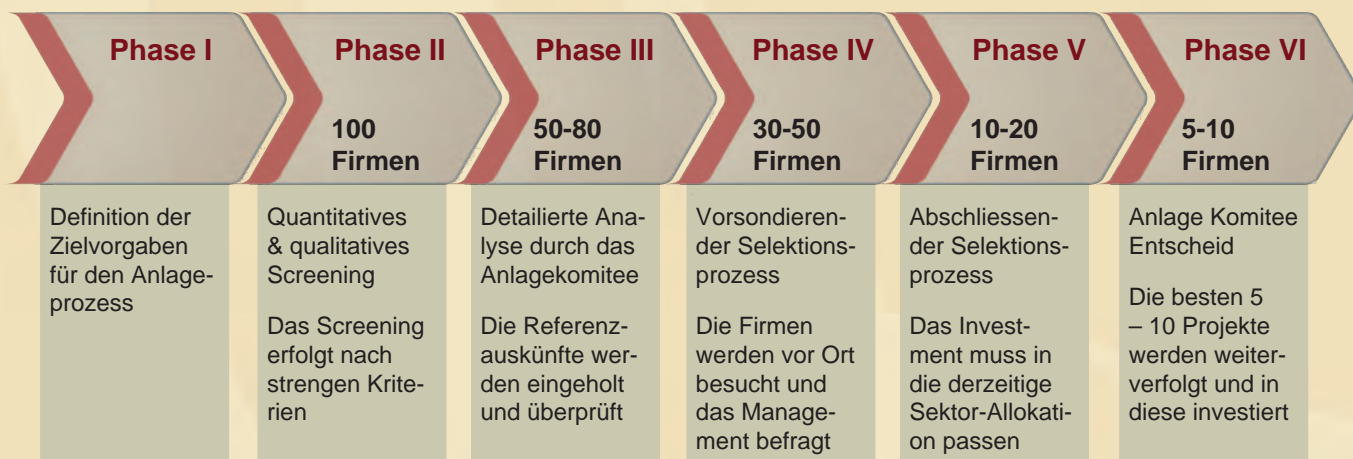 Phase I
Definition der
Zielvorgaben
für den Anlage-
prozess
Phase II
100
Firmen
Quantitatives
& qualitatives
Screening
Das Screening
erfolgt nach
strengen Krite-
rien
Phase III
50-80
Firmen
Detailierte Ana-
lyse durch das
Anlagekomitee
Die Referenz-
auskünfte wer-
den eingeholt
und überprüft
Phase IV
30-50
Firmen
Vorsondieren-
der Selektions-
prozess
Die Firmen
werden vor Ort
besucht und
das Manage-
ment befragt
Phase V
10-20
Firmen
Abschliessen-
der Selektions-
prozess
Das Invest-
ment muss in
die derzeitige
Sektor-Allokati-
on passen
Phase VI
5-10
Firmen
Anlage Komitee
Entscheid
Die besten 5
– 10 Projekte
werden weiter-
verfolgt und in
diese investiert